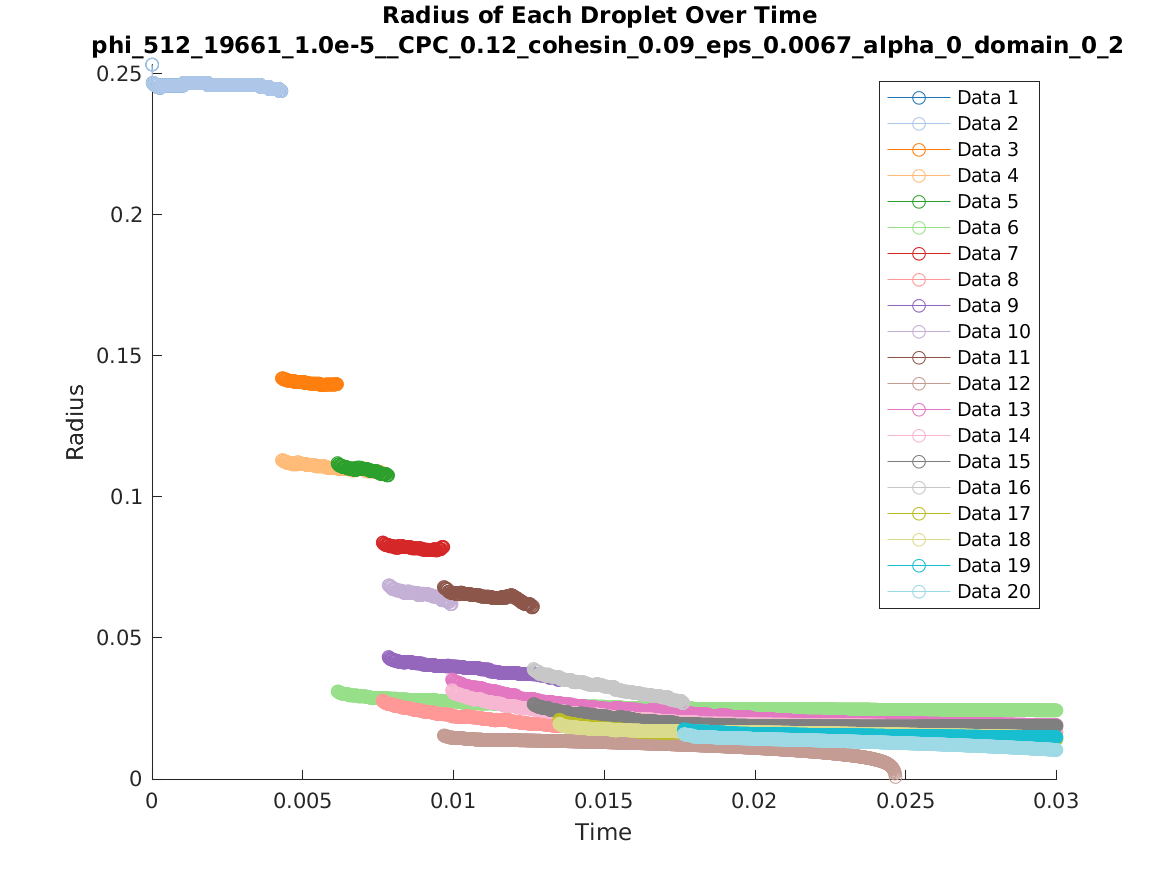 Radius of Each Droplet Over Time
phi_512_19661_1.0e-5__CPC_0.12_cohesin_0.09_eps_0.0067_alpha_0_domain_0_2
0.25
0.2
0.15
0.1
0.05
0
Radius
0
0.005
0.01
0.015
0.02
0.025
0.03
Time
Data 1
Data 2
Data 3
Data 4
Data 5
Data 6
Data 7
Data 8
Data 9
Data 10
Data 11
Data 12
Data 13
Data 14
Data 15
Data 16
Data 17
Data 18
Data 19
Data 20